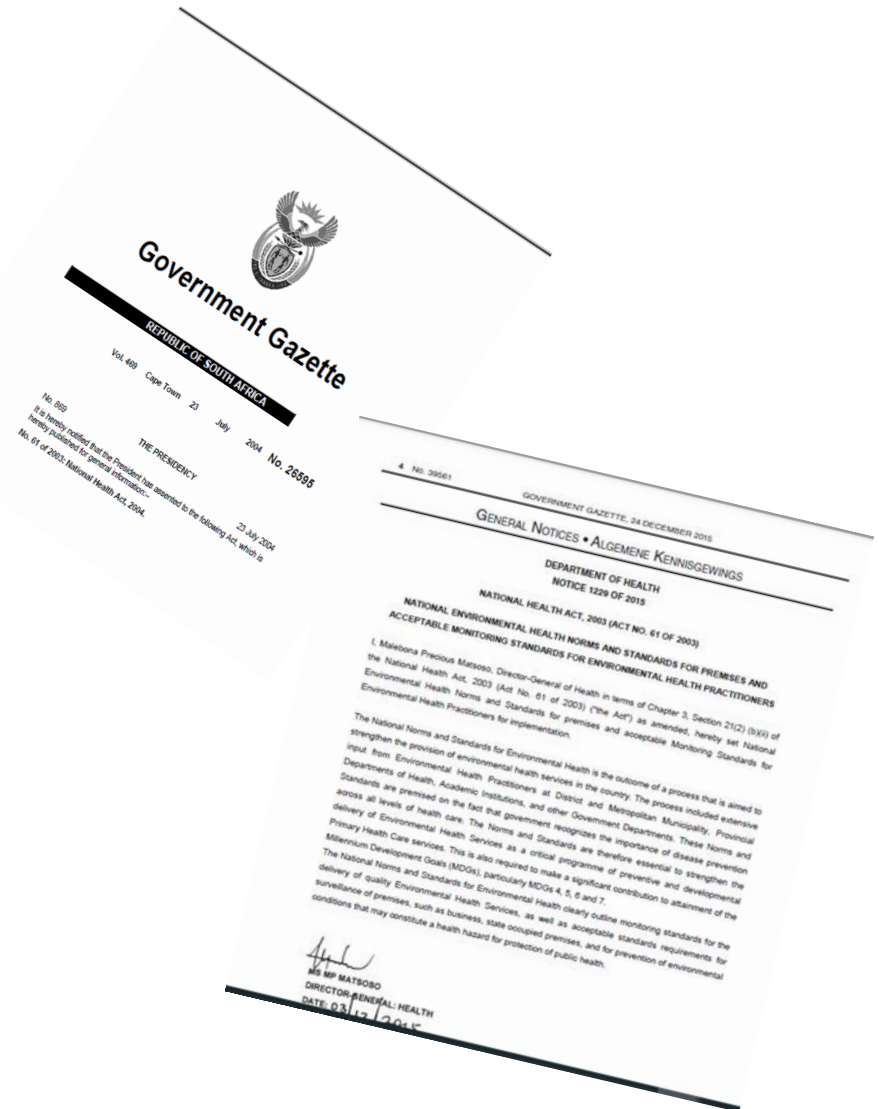 Government Gazette
REPUBLIC OF SOUTH AFRICA
Vol. 469 Cape Town 23 July 2004 No. 26595
THE PRESIDENCY
No. 869 23 July 2004
It is hereby notified that the President has assented to the following Act, which is
hereby published for general information:–
No. 61 of 2003: National Health Act, 2004.
4 No. 39561 GOVERNMENT GAZETTE, 24 DECEMBER 2015
GENERAL NOTICES • ALGEMENE KENNISGEWINGS
DEPARTMENT OF HEALTH
NOTICE 1229 OF 2015
NATIONAL HEALTH ACT, 2003 (ACT NO. 61 OF 2003)
NATIONAL ENVIRONMENTAL HEALTH NORMS AND STANDARDS FOR PREMISES AND
ACCEPTABLE MONITORING STANDARDS FOR ENVIRONMENTAL HEALTH PRACTITIONERS
I, Malebona Precious Matsoso, Director-General of Health in terms of Chapter 3, Section 21(2) (b)(ii) of
the National Health Act, 2003 (Act No. 61 of 2003) ("the Act") as amended, hereby set National
Environmental Health Norms and Standards for premises and acceptable Monitoring Standards for
Environmental Health Practitioners for implementation.
The National Norms and Standards for Environmental Health is the outcome of a process that is aimed to
strengthen the provision of environmental health services in the country. The process included extensive
input from Environmental Health Practitioners at District and Metropolitan Municipality, Provincial
Departments of Health, Academic Institutions, and other Government Departments. These Norms and
Standards are premised on the fact that government recognizes the importance of disease prevention
across all levels of health care. The Norms and Standards are therefore essential to strengthen the
delivery of Environmental Health Services as a critical programme of preventive and developmental
Primary Health Care services. This is also required to make a significant contribution to attainment of the
Millennium Development Goals (MDGs), particularly MDGs 4, 5, 6 and 7.
The National Norms and Standards for Environmental Health clearly outline monitoring standards for the
delivery of quality Environmental Health Services, as well as acceptable standards requirements for
surveillance of premises, such as business, state occupied premises, and for prevention of environmental
conditions that may constitute a health hazard for protection of public health.
MS MP MATSOSO
DIRECTOR-GENERAL: HEALTH
DATE: 03/12/2015